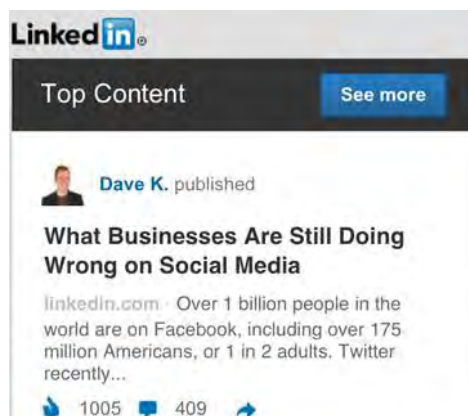 Linked in ®
Top Content
See more
Dave K. published
What Businesses Are Still Doing
Wrong on Social Media
linkedin.com · Over 1 billion people in the
world are on Facebook, including over 175
million Americans, or 1 in 2 adults. Twitter
recently...
1005 409